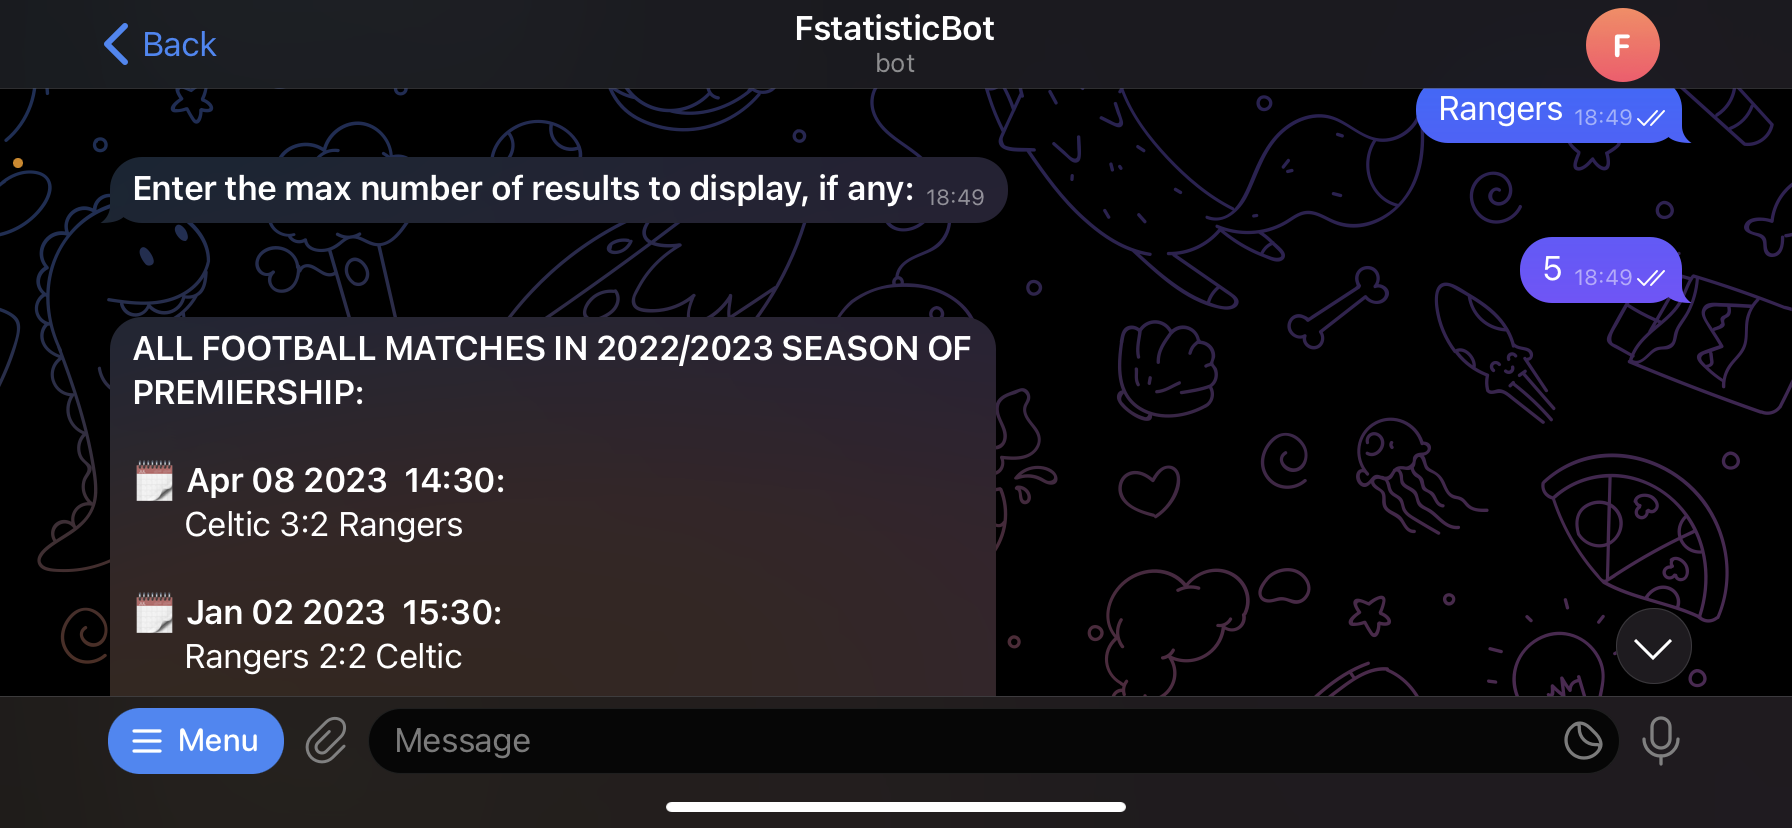 Back
FstatisticBot
bot
F
Rangers 18:49
Enter the max number of results to display, if any: 18:49
5 18:49
ALL FOOTBALL MATCHES IN 2022/2023 SEASON OF
PREMIERSHIP:
Apr 08 2023 14:30:
Celtic 3:2 Rangers
Jan 02 2023 15:30:
Rangers 2:2 Celtic
Menu
Message